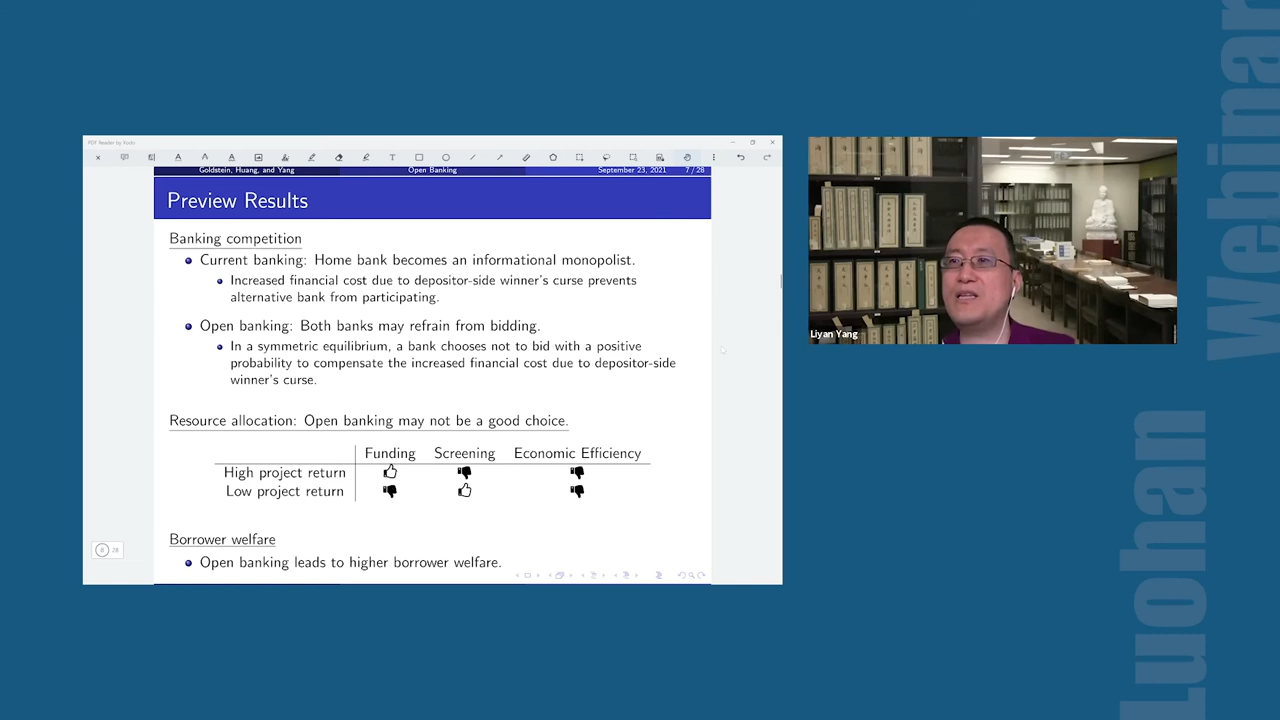 PDF Reader by Xodo
Goldstein, Huang, and Yang Open Banking September 23, 2021 7 / 28
Preview Results
Banking competition
Current banking: Home bank becomes an informational monopolist.
Increased financial cost due to depositor-side winner's curse prevents
alternative bank from participating.
Open banking: Both banks may refrain from bidding.
In a symmetric equilibrium, a bank chooses not to bid with a positive
probability to compensate the increased financial cost due to depositor-side
winner's curse.
Resource allocation: Open banking may not be a good choice.
Funding Screening Economic Efficiency
High project return
Low project return
Borrower welfare
Open banking leads to higher borrower welfare.
28
Liyan Yang
Luohan
Webinar